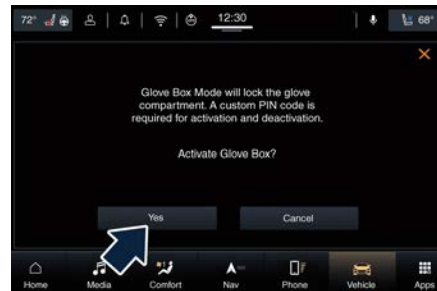 72° 12:30 68°
Glove Box Mode will lock the glove
compartment. A custom PIN code is
required for activation and deactivation.
Activate Glove Box?
Yes Cancel
Home Media Comfort Nav Phone Vehicle Apps